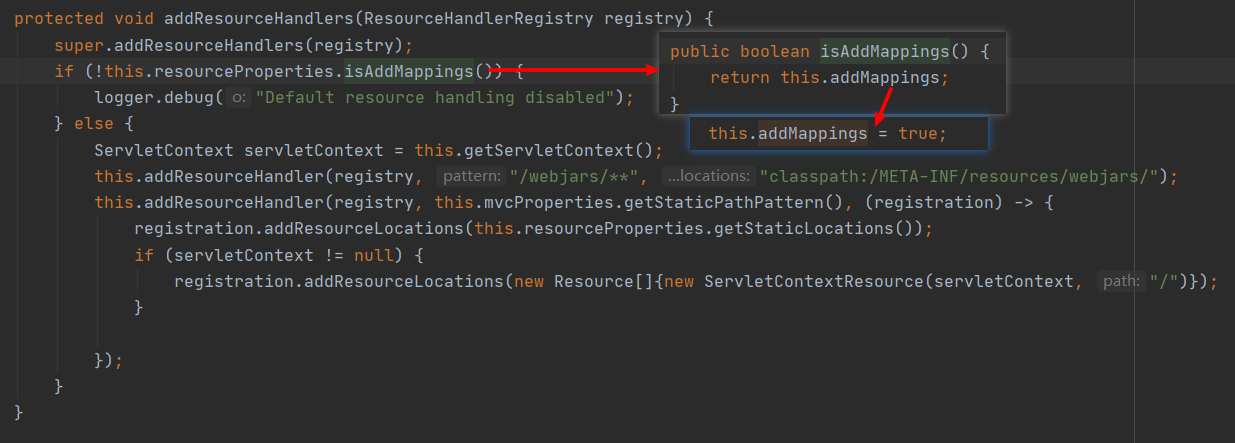 protected void addResourceHandlers(ResourceHandlerRegistry registry) {
super.addResourceHandlers(registry);
if (!this.resourceProperties.isAddMappings()) {
logger.debug( o: "Default resource handling disabled");
} else {
ServletContext servletContext = this.getServletContext();
this.addResourceHandler(registry, pattern: "/webjars/**", ...locations: "classpath:/META-INF/resources/webjars/");
this.addResourceHandler(registry, this.mvcProperties.getStaticPathPattern(), (registration) -> {
registration.addResourceLocations(this.resourceProperties.getStaticLocations());
if (servletContext != null) {
registration.addResourceLocations(new Resource[]{new ServletContextResource(servletContext, path: "/")});
}
});
}
}
public boolean isAddMappings() {
return this.addMappings;
}
this.addMappings = true;